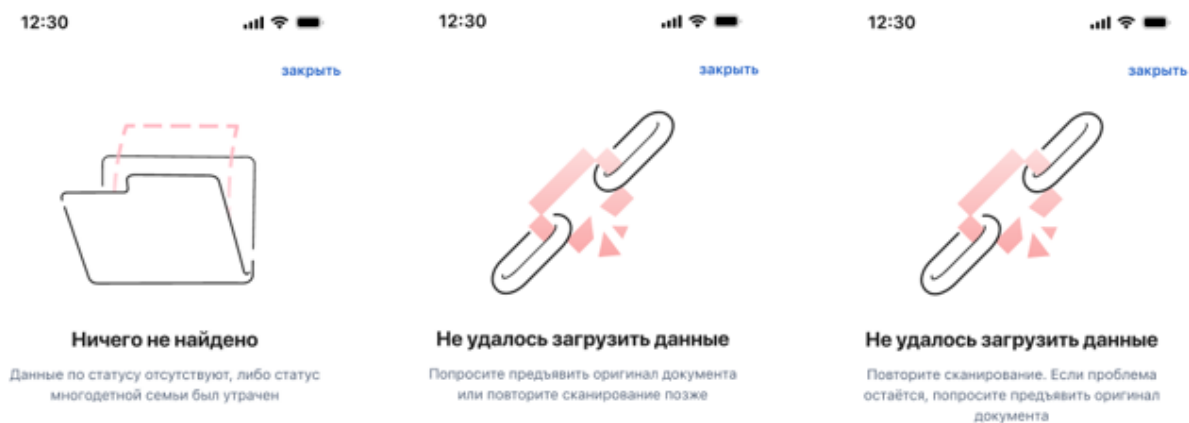 12:30
закрыть
Ничего не найдено
Данные по статусу отсутствуют, либо статус
многодетной семьи был утрачен
12:30
закрыть
Не удалось загрузить данные
Попросите предъявить оригинал документа
или повторите сканирование позже
12:30
закрыть
Не удалось загрузить данные
Повторите сканирование. Если проблема
остаётся, попросите предъявить оригинал
документа